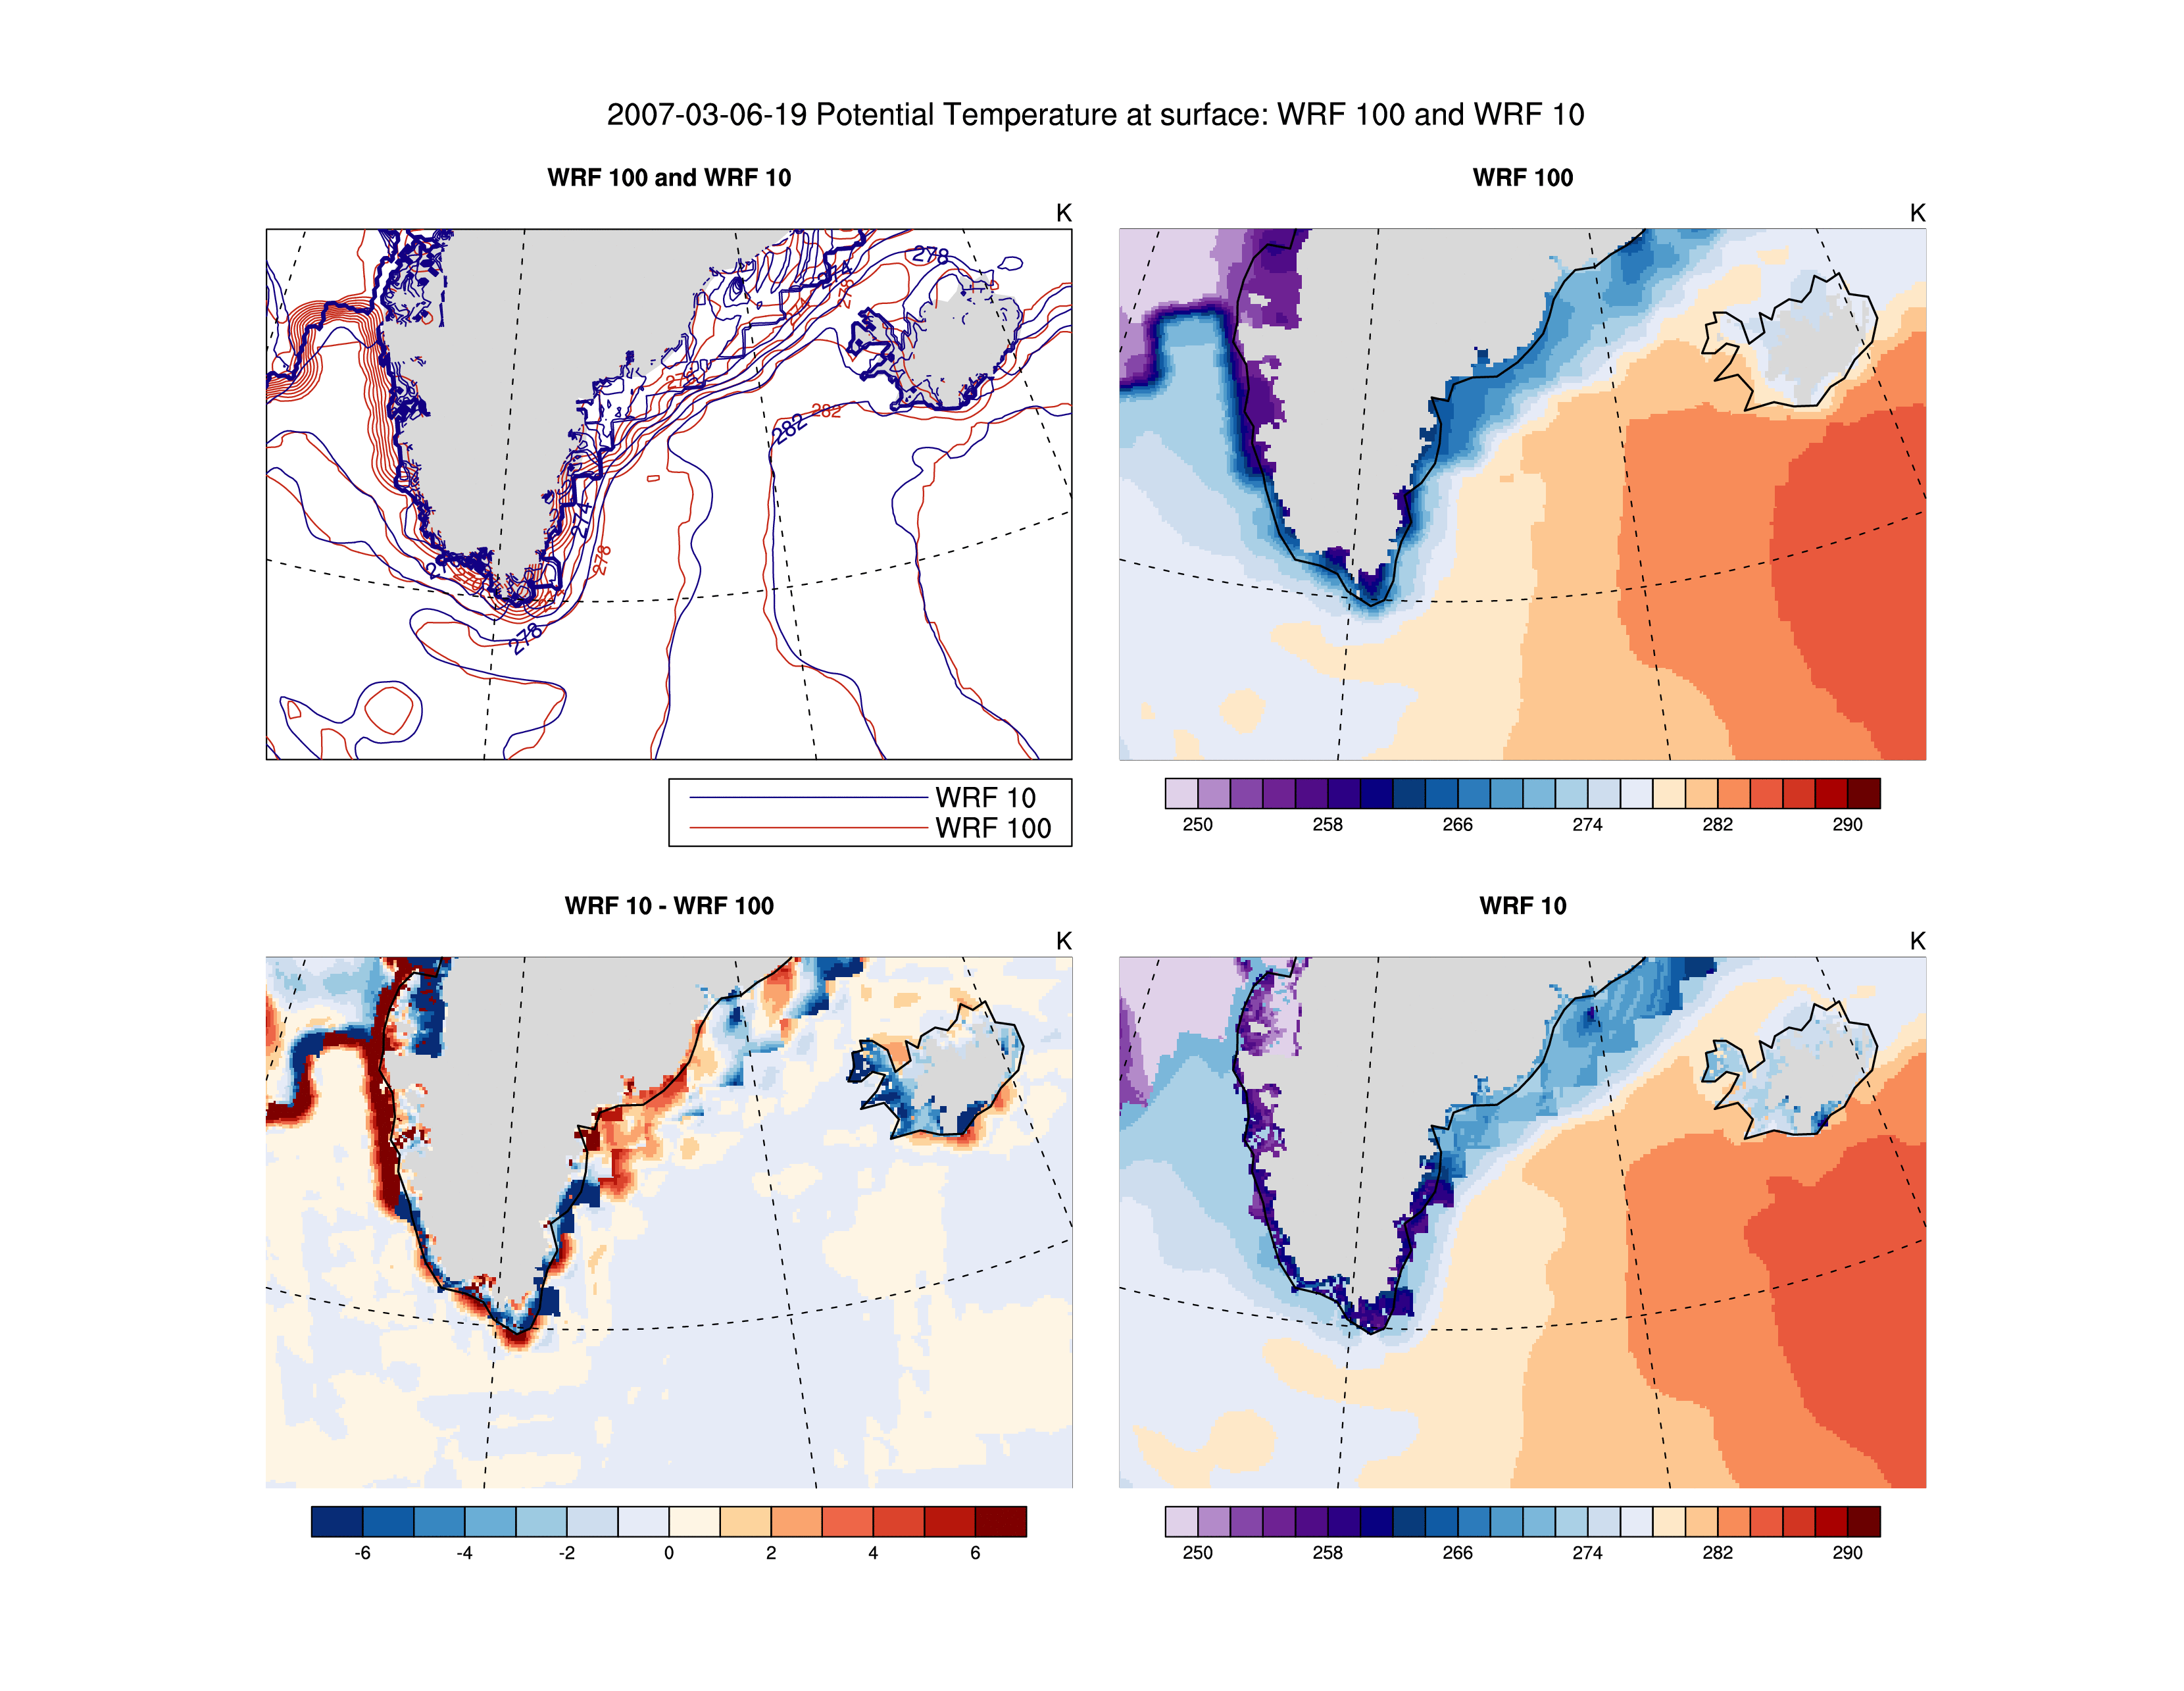 2007-03-06-19 Potential Temperature at surface: WRF 100 and WRF 10
WRF 100 and WRF 10
K
278
278
282
282
274
278
278
WRF 10
WRF 100
WRF 100
K
250 258 266 274 282 290
WRF 10 - WRF 100
K
-6 -4 -2 0 2 4 6
WRF 10
K
250 258 266 274 282 290